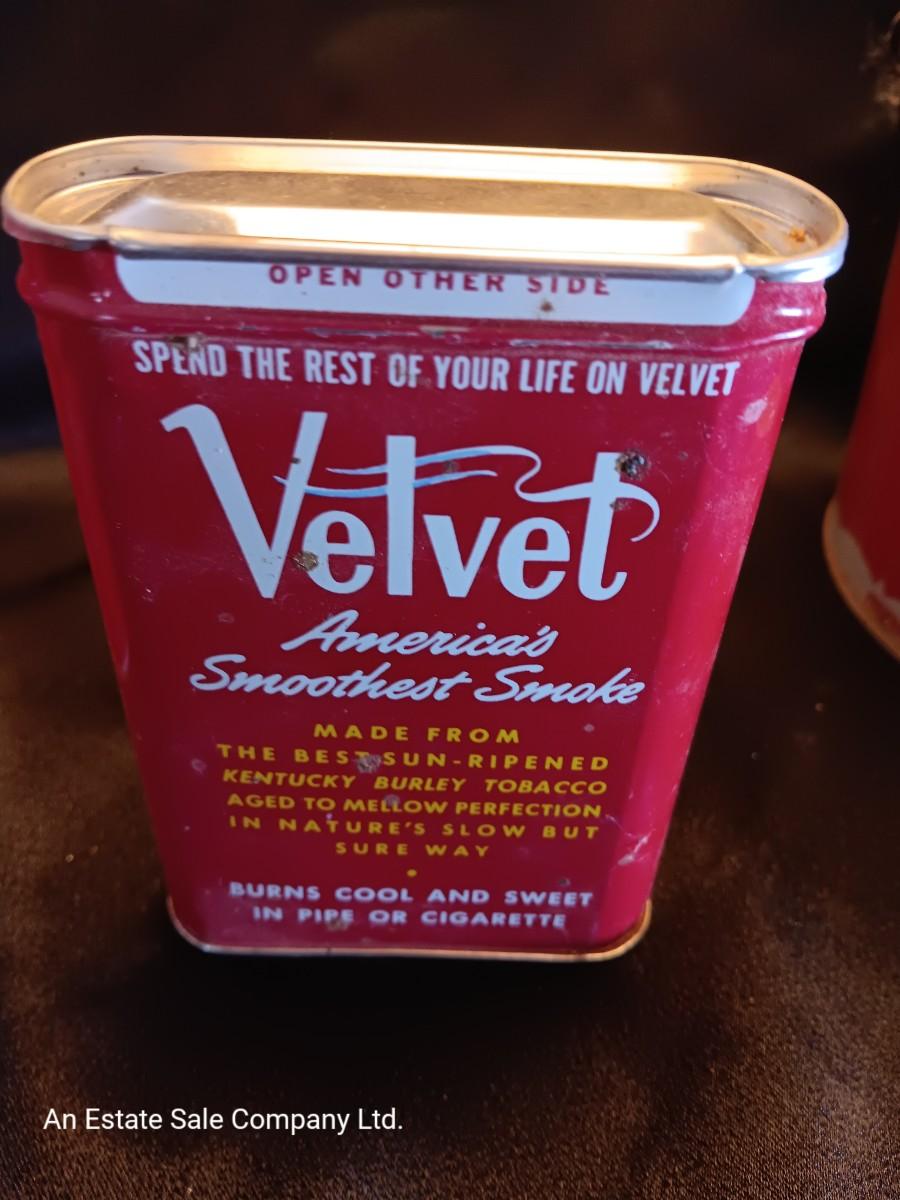 OPEN OTHER SIDE
SPEND THE REST OF YOUR LIFE ON VELVET
Velvet
America's
Smoothest Smoke
MADE FROM
THE BEST SUN-RIPENED
KENTUCKY BURLEY TOBACCO
AGED TO MELLOW PERFECTION
IN NATURE'S SLOW BUT
SURE WAY
•
BURNS COOL AND SWEET
IN PIPE OR CIGARETTE
An Estate Sale Company Ltd.